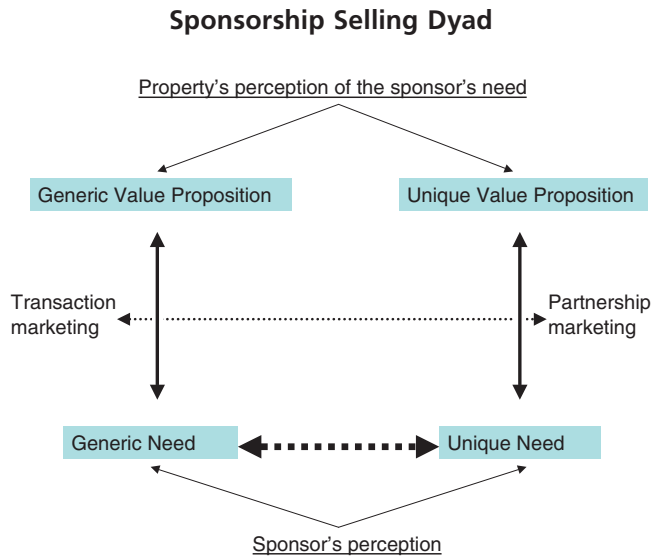 Sponsorship Selling Dyad
Property's perception of the sponsor's need
Generic Value Proposition
Unique Value Proposition
Transaction
marketing
Partnership
marketing
Generic Need
Unique Need
Sponsor's perception